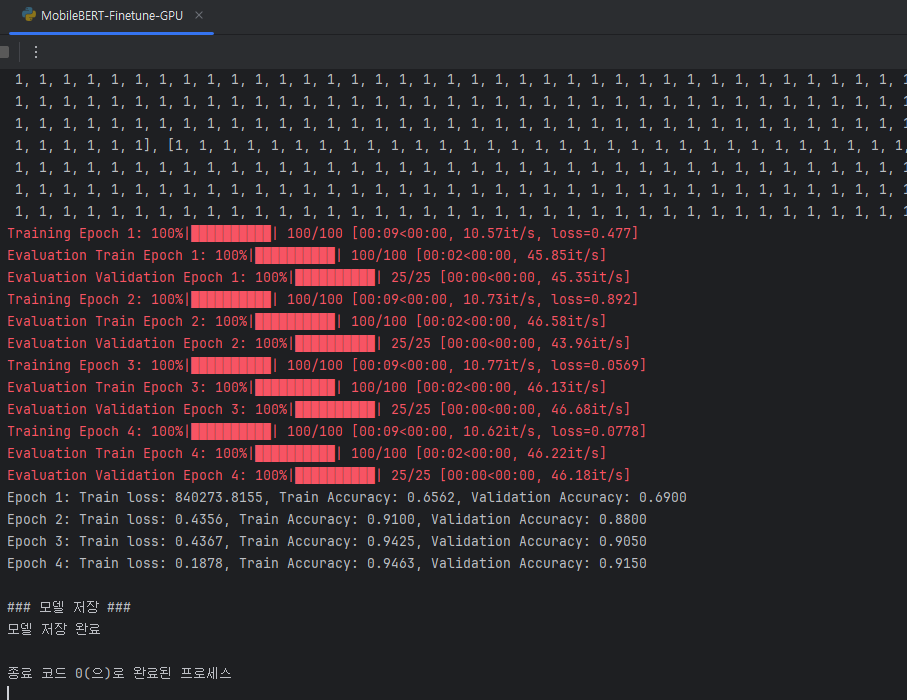 MobileBERT-Finetune-GPU
1, 1, 1, 1, 1, 1, 1, 1, 1, 1, 1, 1, 1, 1, 1, 1, 1, 1, 1, 1, 1, 1, 1, 1, 1, 1, 1, 1, 1, 1, 1, 1, 1, 1, 1, 1, 1,
1, 1, 1, 1, 1, 1, 1, 1, 1, 1, 1, 1, 1, 1, 1, 1, 1, 1, 1, 1, 1, 1, 1, 1, 1, 1, 1, 1, 1, 1, 1, 1, 1, 1, 1, 1, 1,
1, 1, 1, 1, 1, 1, 1, 1, 1, 1, 1, 1, 1, 1, 1, 1, 1, 1, 1, 1, 1, 1, 1, 1, 1, 1, 1, 1, 1, 1, 1, 1, 1, 1, 1, 1, 1,
1, 1, 1, 1, 1, 1], [1, 1, 1, 1, 1, 1, 1, 1, 1, 1, 1, 1, 1, 1, 1, 1, 1, 1, 1, 1, 1, 1, 1, 1, 1, 1, 1, 1, 1, 1, 1,
1, 1, 1, 1, 1, 1, 1, 1, 1, 1, 1, 1, 1, 1, 1, 1, 1, 1, 1, 1, 1, 1, 1, 1, 1, 1, 1, 1, 1, 1, 1, 1, 1, 1, 1, 1, 1,
1, 1, 1, 1, 1, 1, 1, 1, 1, 1, 1, 1, 1, 1, 1, 1, 1, 1, 1, 1, 1, 1, 1, 1, 1, 1, 1, 1, 1, 1, 1, 1, 1, 1, 1, 1, 1,
1, 1, 1, 1, 1, 1, 1, 1, 1, 1, 1, 1, 1, 1, 1, 1, 1, 1, 1, 1, 1, 1, 1, 1, 1, 1, 1, 1, 1, 1, 1, 1, 1, 1, 1, 1, 1,
Training Epoch 1: 100%|██████████| 100/100 [00:09<00:00, 10.57it/s, loss=0.477]
Evaluation Train Epoch 1: 100%|██████████| 100/100 [00:02<00:00, 45.85it/s]
Evaluation Validation Epoch 1: 100%|██████████| 25/25 [00:00<00:00, 45.35it/s]
Training Epoch 2: 100%|██████████| 100/100 [00:09<00:00, 10.73it/s, loss=0.892]
Evaluation Train Epoch 2: 100%|██████████| 100/100 [00:02<00:00, 46.58it/s]
Evaluation Validation Epoch 2: 100%|██████████| 25/25 [00:00<00:00, 43.96it/s]
Training Epoch 3: 100%|██████████| 100/100 [00:09<00:00, 10.77it/s, loss=0.0569]
Evaluation Train Epoch 3: 100%|██████████| 100/100 [00:02<00:00, 46.13it/s]
Evaluation Validation Epoch 3: 100%|██████████| 25/25 [00:00<00:00, 46.68it/s]
Training Epoch 4: 100%|██████████| 100/100 [00:09<00:00, 10.62it/s, loss=0.0778]
Evaluation Train Epoch 4: 100%|██████████| 100/100 [00:02<00:00, 46.22it/s]
Evaluation Validation Epoch 4: 100%|██████████| 25/25 [00:00<00:00, 46.18it/s]
Epoch 1: Train loss: 840273.8155, Train Accuracy: 0.6562, Validation Accuracy: 0.6900
Epoch 2: Train loss: 0.4356, Train Accuracy: 0.9100, Validation Accuracy: 0.8800
Epoch 3: Train loss: 0.4367, Train Accuracy: 0.9425, Validation Accuracy: 0.9050
Epoch 4: Train loss: 0.1878, Train Accuracy: 0.9463, Validation Accuracy: 0.9150
### 모델 저장 ###
모델 저장 완료
종료 코드 0(으)로 완료된 프로세스